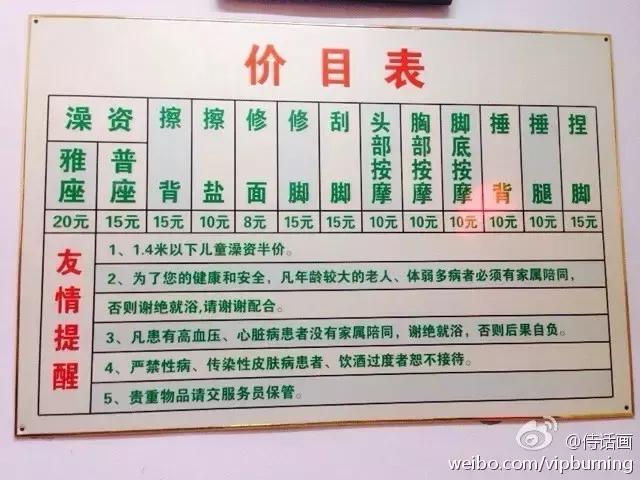 价目表
澡资 擦背 擦盐 修面 修脚 刮脚 头部按摩 胸部按摩 脚底按摩 捶背 捶腿 捏脚
雅座 普座
20元 15元 15元 10元 8元 15元 15元 10元 10元 10元 10元 10元 15元
友情提醒
1、1.4米以下儿童澡资半价。
2、为了您的健康和安全，凡年龄较大的老人、体弱多病者必须有家属陪同，
否则谢绝就浴,请谢谢配合。
3、凡患有高血压、心脏病患者没有家属陪同，谢绝就浴，否则后果自负。
4、严禁性病、传染性皮肤病患者、饮酒过度者恕不接待。
5、贵重物品请交服务员保管。
@侍话画
weibo.com/vipburning